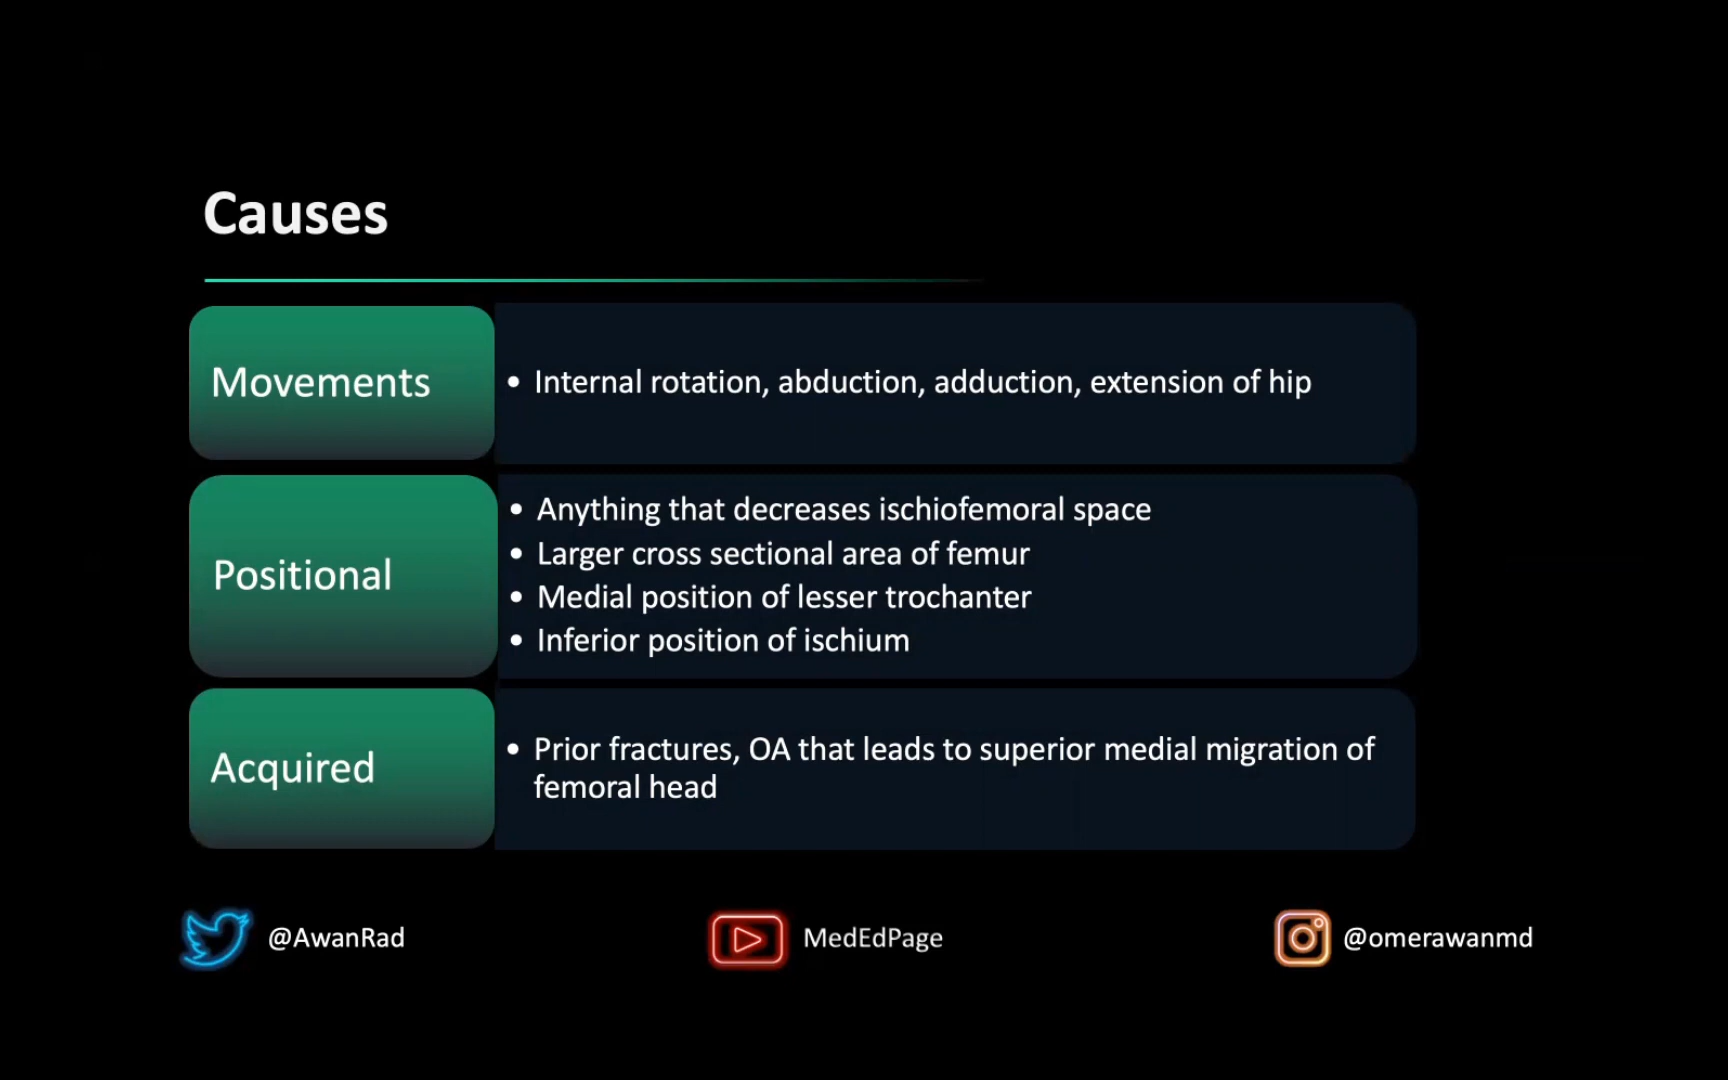 Causes
Movements
• Internal rotation, abduction, adduction, extension of hip
Positional
• Anything that decreases ischiofemoral space
• Larger cross sectional area of femur
• Medial position of lesser trochanter
• Inferior position of ischium
Acquired
• Prior fractures, OA that leads to superior medial migration of
femoral head
@AwanRad
MedEdPage
@omerawanmd